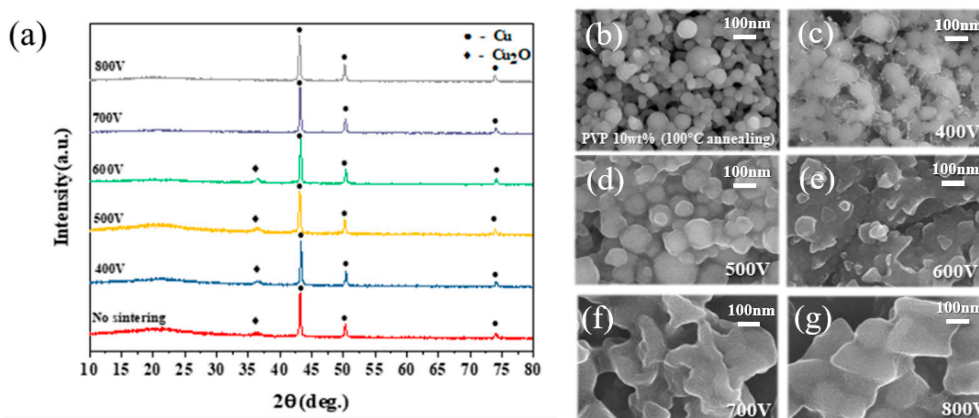 (a)
● - Cu
◆ - Cu₂O
800V
700V
600V
500V
400V
No sintering
Intensity (a.u.)
10 15 20 25 30 35 40 45 50 55 60 65 70 75 80
2θ (deg.)
(b)
100nm
PVP 10wt% (100°C annealing)
(c)
100nm
400V
(d)
100nm
500V
(e)
100nm
600V
(f)
100nm
700V
(g)
100nm
800V